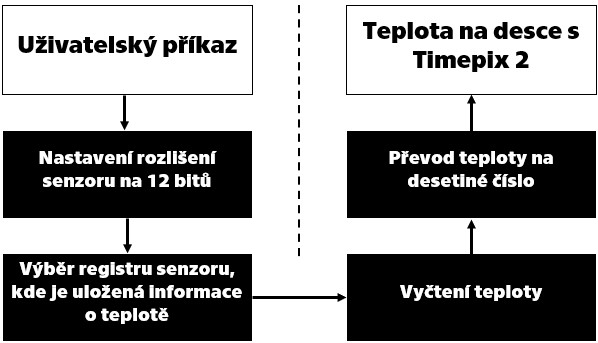 Uživatelský příkaz
Nastavení rozlišení
senzoru na 12 bitů
Výběr registru senzoru,
kde je uložená informace
o teplotě
Vyčtení teploty
Převod teploty na
desetiné číslo
Teplota na desce s
Timepix 2